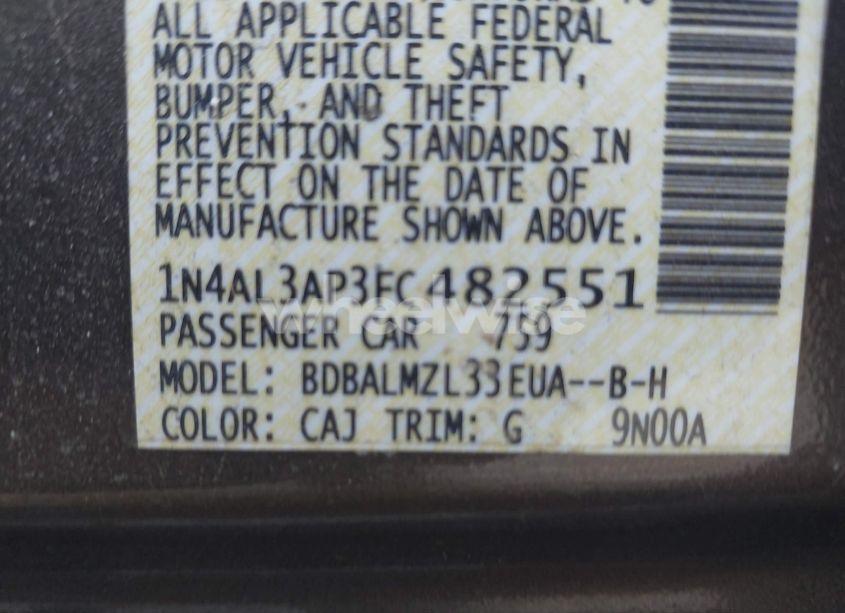 ALL APPLICABLE FEDERAL
MOTOR VEHICLE SAFETY,
BUMPER, AND THEFT
PREVENTION STANDARDS IN
EFFECT ON THE DATE OF
MANUFACTURE SHOWN ABOVE.
1N4AL3AP3FC482551
wheelwise
PASSENGER CAR 759
MODEL: BDBALMZL33EUA--B-H
COLOR: CAJ TRIM: G 9N00A